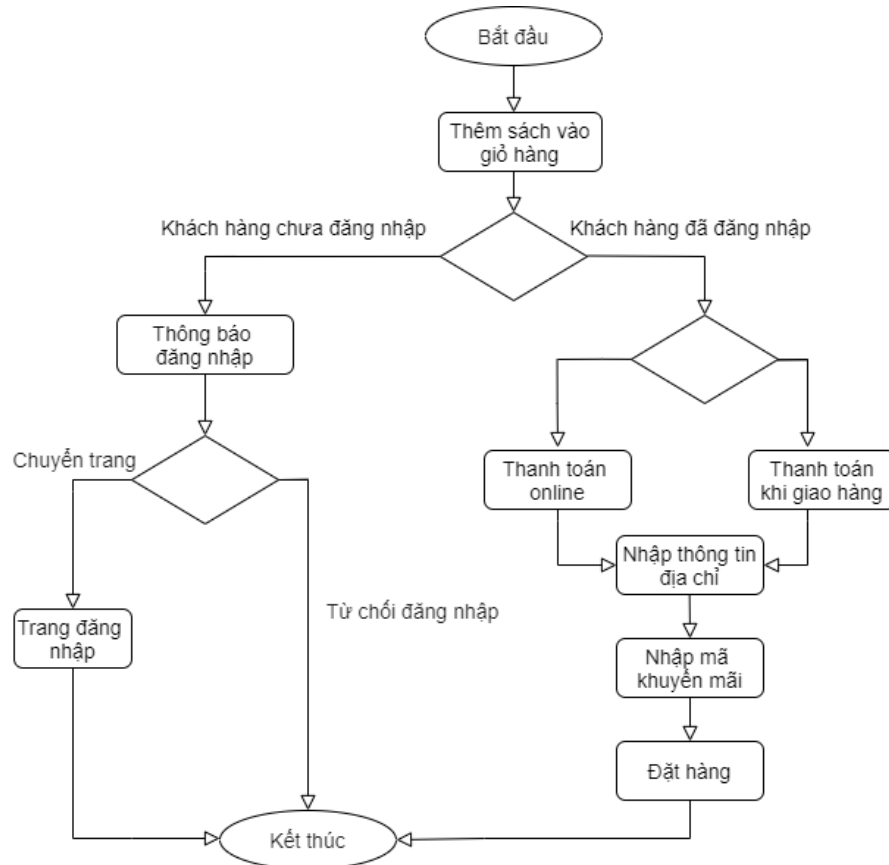 Bắt đầu
Thêm sách vào
giỏ hàng
Khách hàng chưa đăng nhập
Khách hàng đã đăng nhập
Thông báo
đăng nhập
Chuyển trang
Thanh toán
online
Thanh toán
khi giao hàng
Nhập thông tin
địa chỉ
Từ chối đăng nhập
Trang đăng
nhập
Nhập mã
khuyến mãi
Đặt hàng
Kết thúc